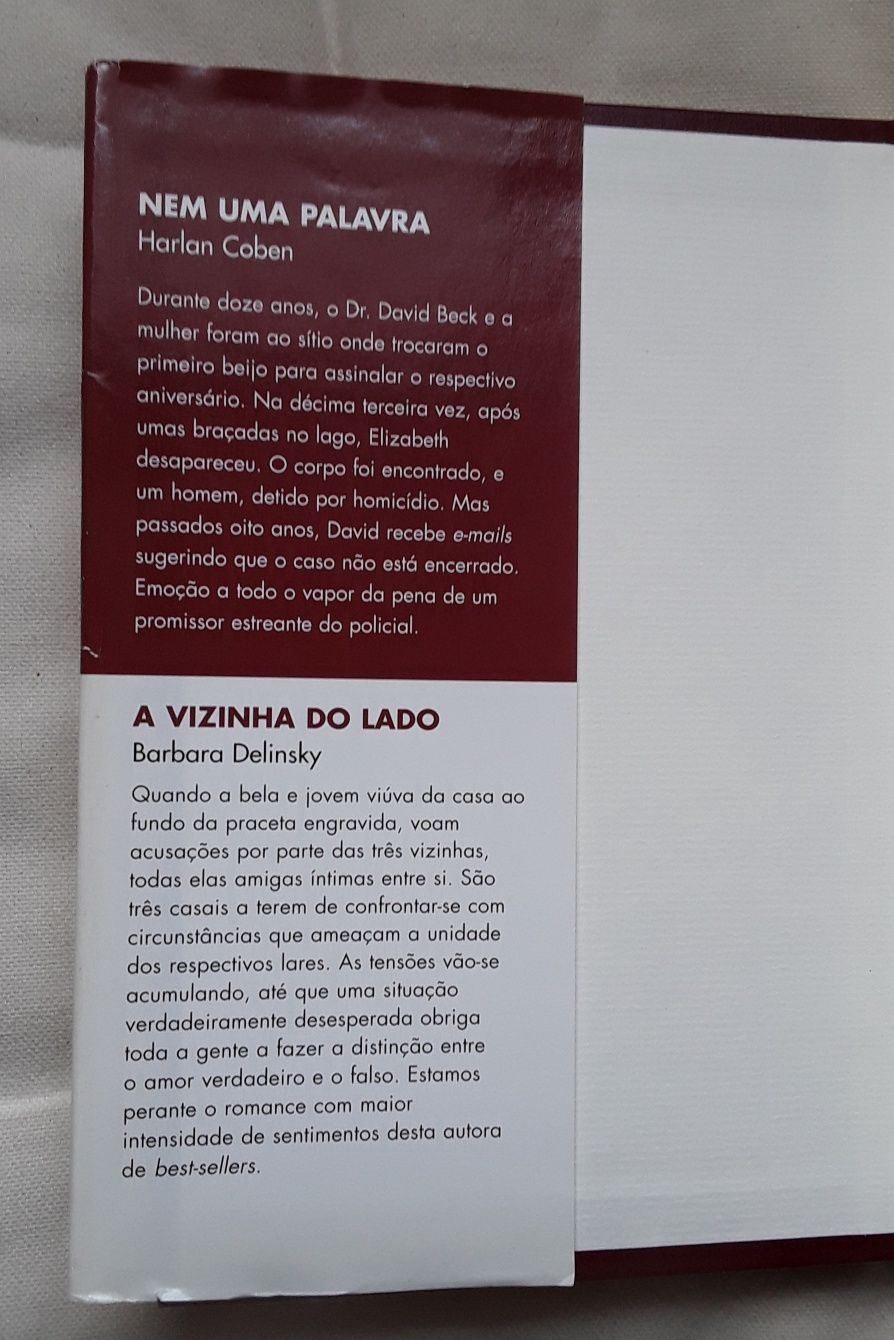 NEM UMA PALAVRA
Harlan Coben
Durante doze anos, o Dr. David Beck e a
mulher foram ao sítio onde trocaram o
primeiro beijo para assinalar o respectivo
aniversário. Na décima terceira vez, após
umas braçadas no lago, Elizabeth
desapareceu. O corpo foi encontrado, e
um homem, detido por homicídio. Mas
passados oito anos, David recebe e-mails
sugerindo que o caso não está encerrado.
Emoção a todo o vapor da pena de um
promissor estreante do policial.
A VIZINHA DO LADO
Barbara Delinsky
Quando a bela e jovem viúva da casa ao
fundo da praceta engravida, voam
acusações por parte das três vizinhas,
todas elas amigas íntimas entre si. São
três casais a terem de confrontar-se com
circunstâncias que ameaçam a unidade
dos respectivos lares. As tensões vão-se
acumulando, até que uma situação
verdadeiramente desesperada obriga
toda a gente a fazer a distinção entre
o amor verdadeiro e o falso. Estamos
perante o romance com maior
intensidade de sentimentos desta autora
de best-sellers.